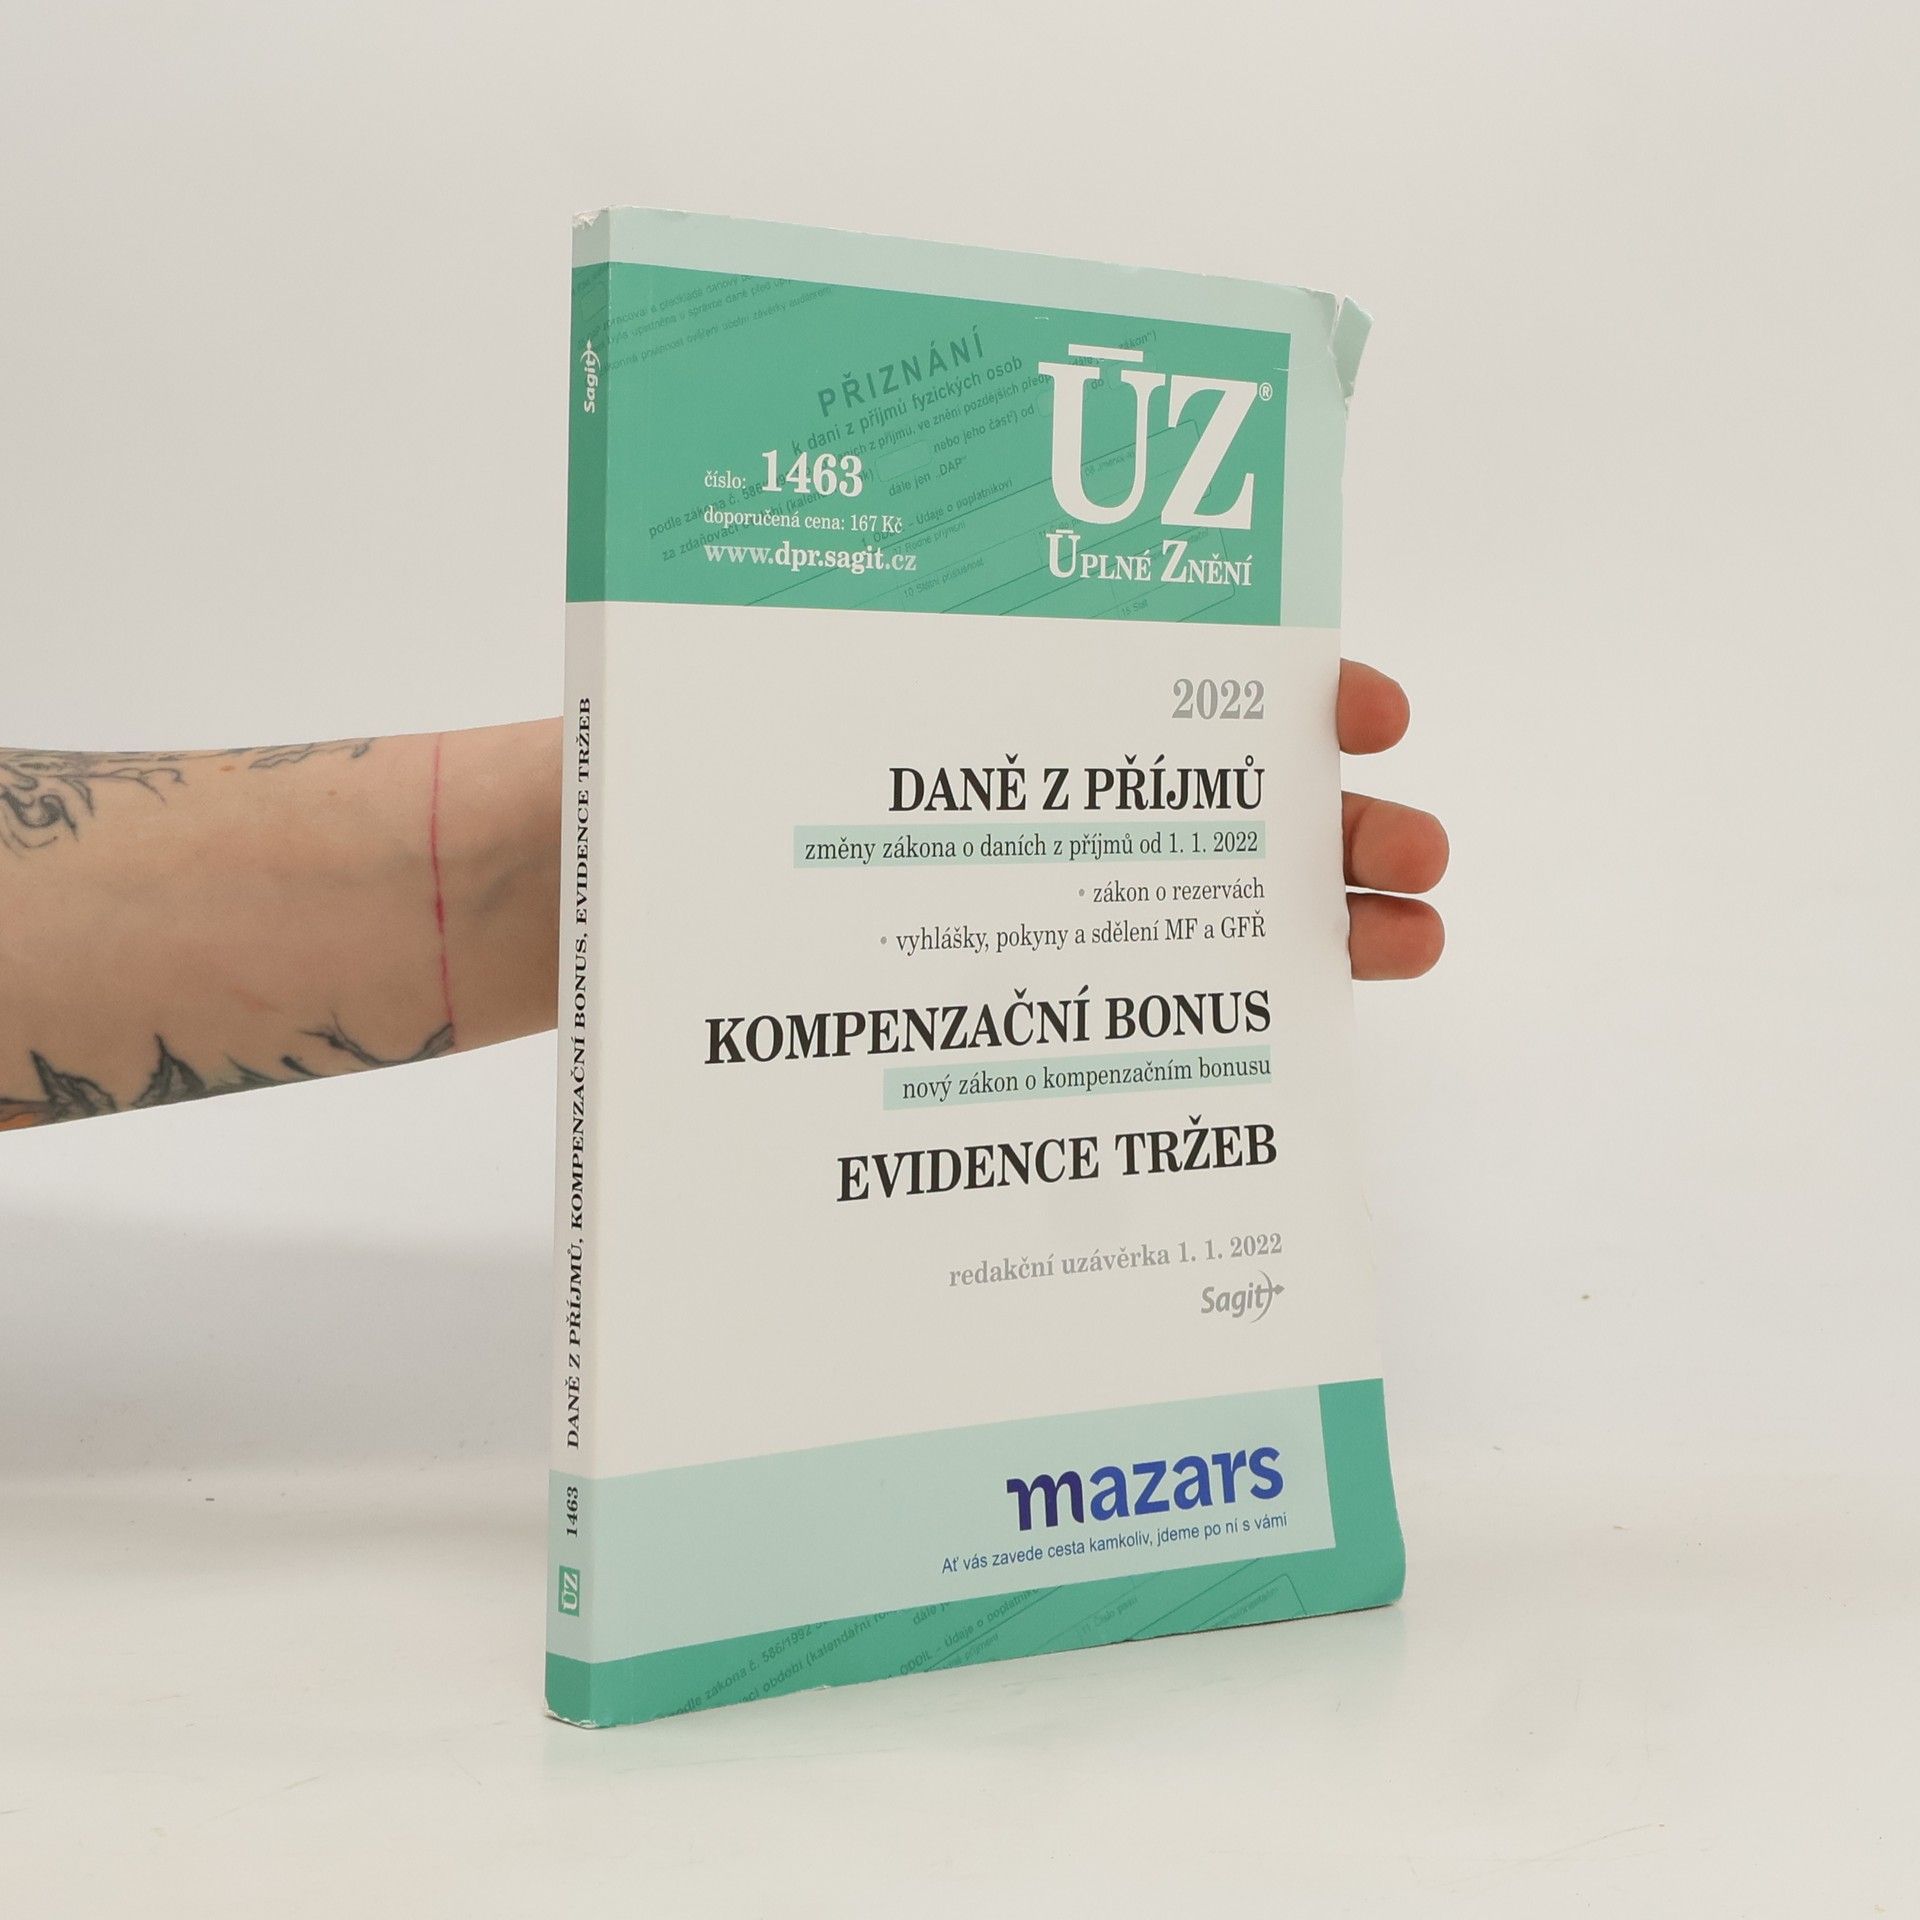 PŘIZNÁNÍ
k dani z příjmů fyzických osob
ÚZ®
ÚPLNÉ ZNĚNÍ
číslo: 1463
doporučená cena: 167 Kč
www.dpr.sagit.cz
2022
DANĚ Z PŘÍJMŮ
změny zákona o daních z příjmů od 1. 1. 2022
• zákon o rezervách
• vyhlášky, pokyny a sdělení MF a GFŘ
KOMPENZAČNÍ BONUS
nový zákon o kompenzačním bonusu
EVIDENCE TRŽEB
redakční uzávěrka 1. 1. 2022
Sagit
mazars
Ať vás zavede cesta kamkoliv, jdeme po ní s vámi
ÚZ 1463 DANĚ Z PŘÍJMŮ, KOMPENZAČNÍ BONUS, EVIDENCE TRŽEB Sagit